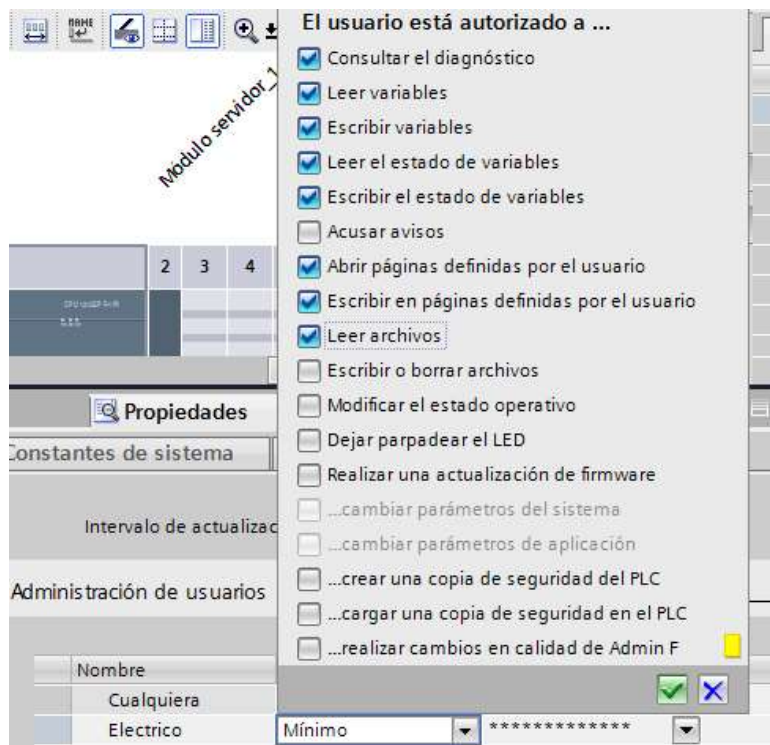 NAME
El usuario está autorizado a ...
Consultar el diagnóstico
Leer variables
Escribir variables
Leer el estado de variables
Escribir el estado de variables
Acusar avisos
Abrir páginas definidas por el usuario
Escribir en páginas definidas por el usuario
Leer archivos
Escribir o borrar archivos
Modificar el estado operativo
Dejar parpadear el LED
Realizar una actualización de firmware
...cambiar parámetros del sistema
...cambiar parámetros de aplicación
...crear una copia de seguridad del PLC
...cargar una copia de seguridad en el PLC
...realizar cambios en calidad de Admin F
Módulo servidor_1
2 3 4
Propiedades
Constantes de sistema
Intervalo de actualizac
Administración de usuarios
Nombre
Cualquiera
Electrico Mínimo *************